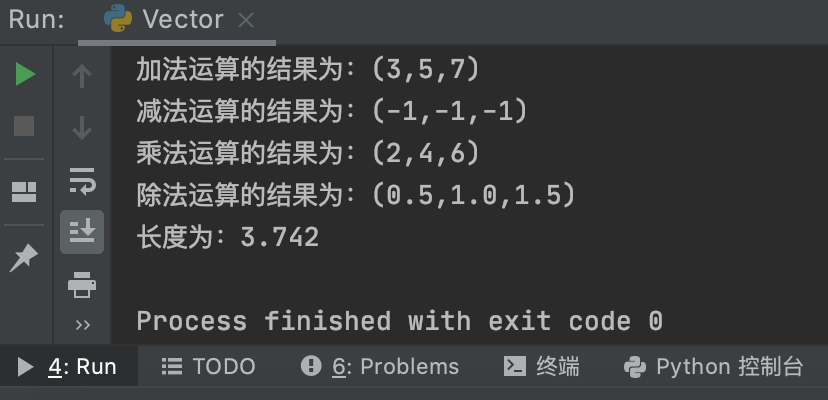 Run: Vector ×
加法运算的结果为：(3,5,7)
减法运算的结果为：(-1,-1,-1)
乘法运算的结果为：(2,4,6)
除法运算的结果为：(0.5,1.0,1.5)
长度为：3.742
Process finished with exit code 0
4: Run TODO 6: Problems 终端 Python 控制台